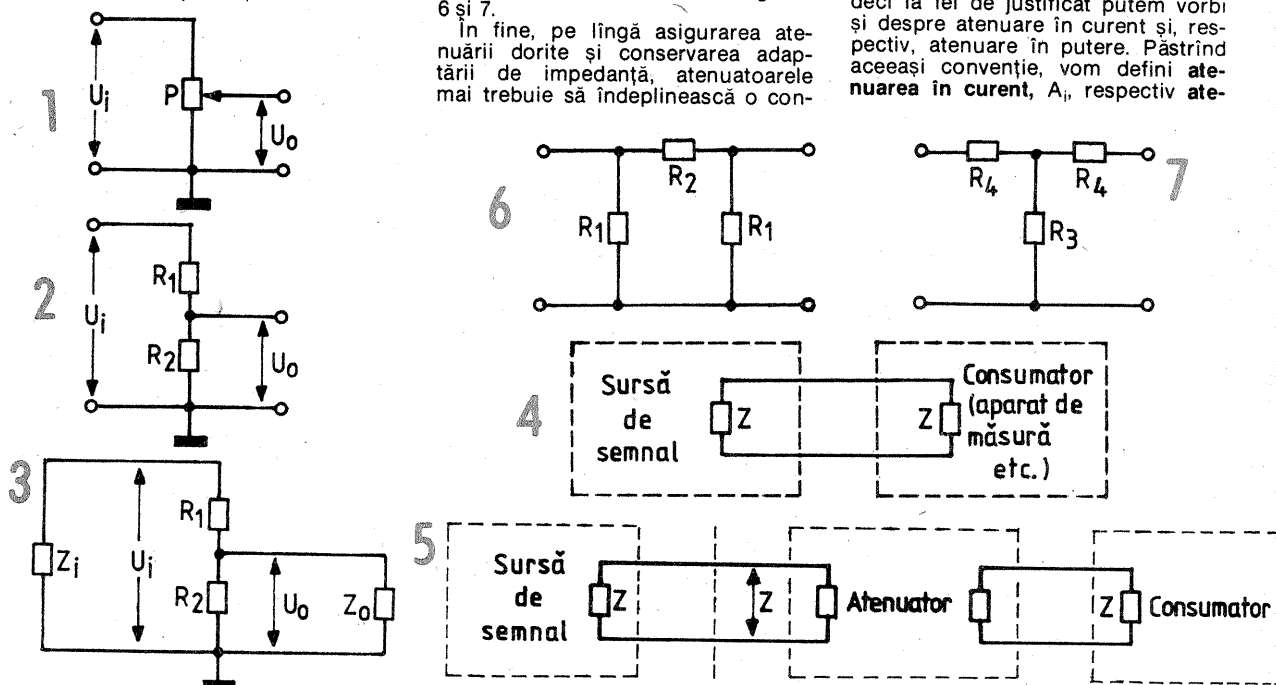 6 și 7.
În fine, pe lîngă asigurarea ate-
nuării dorite și conservarea adap-
tării de impedanță, atenuatoarele
mai trebuie să îndeplinească o con-
deci la fel de justificat putem vorbi
și despre atenuare în curent și, res-
pectiv, atenuare în putere. Păstrînd
aceeași convenție, vom defini ate-
nuarea în curent, Ai, respectiv ate-
1
Ui
P
Uo
2
Ui
R1
R2
Uo
3
Zi
Ui
R1
R2
Uo
Zo
6
R1
R2
R1
7
R4
R4
R3
4
Sursă
de
semnal
Z
Z
Consumator
(aparat de
măsură
etc.)
5
Sursă
de
semnal
Z
Z
Atenuator
Z
Consumator